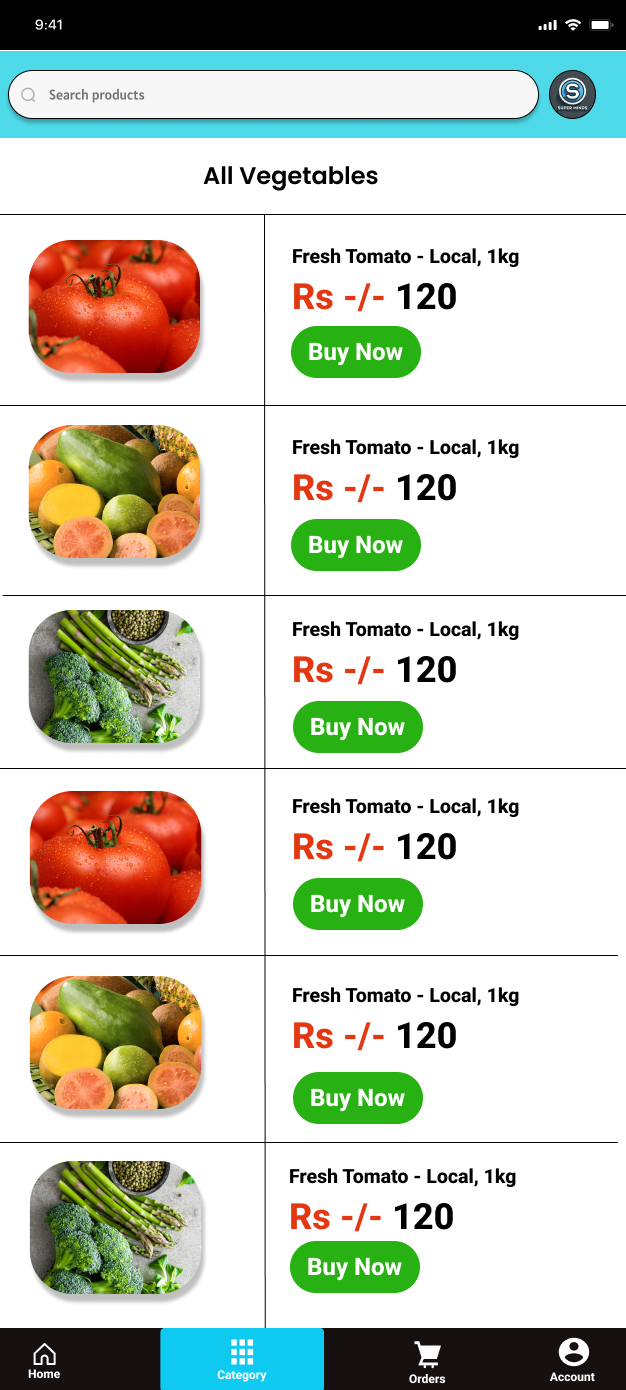 9:41
Search products
S
SUPER MINDS
All Vegetables
Fresh Tomato - Local, 1kg
Rs -/- 120
Buy Now
Fresh Tomato - Local, 1kg
Rs -/- 120
Buy Now
Fresh Tomato - Local, 1kg
Rs -/- 120
Buy Now
Fresh Tomato - Local, 1kg
Rs -/- 120
Buy Now
Fresh Tomato - Local, 1kg
Rs -/- 120
Buy Now
Fresh Tomato - Local, 1kg
Rs -/- 120
Buy Now
Home
Category
Orders
Account